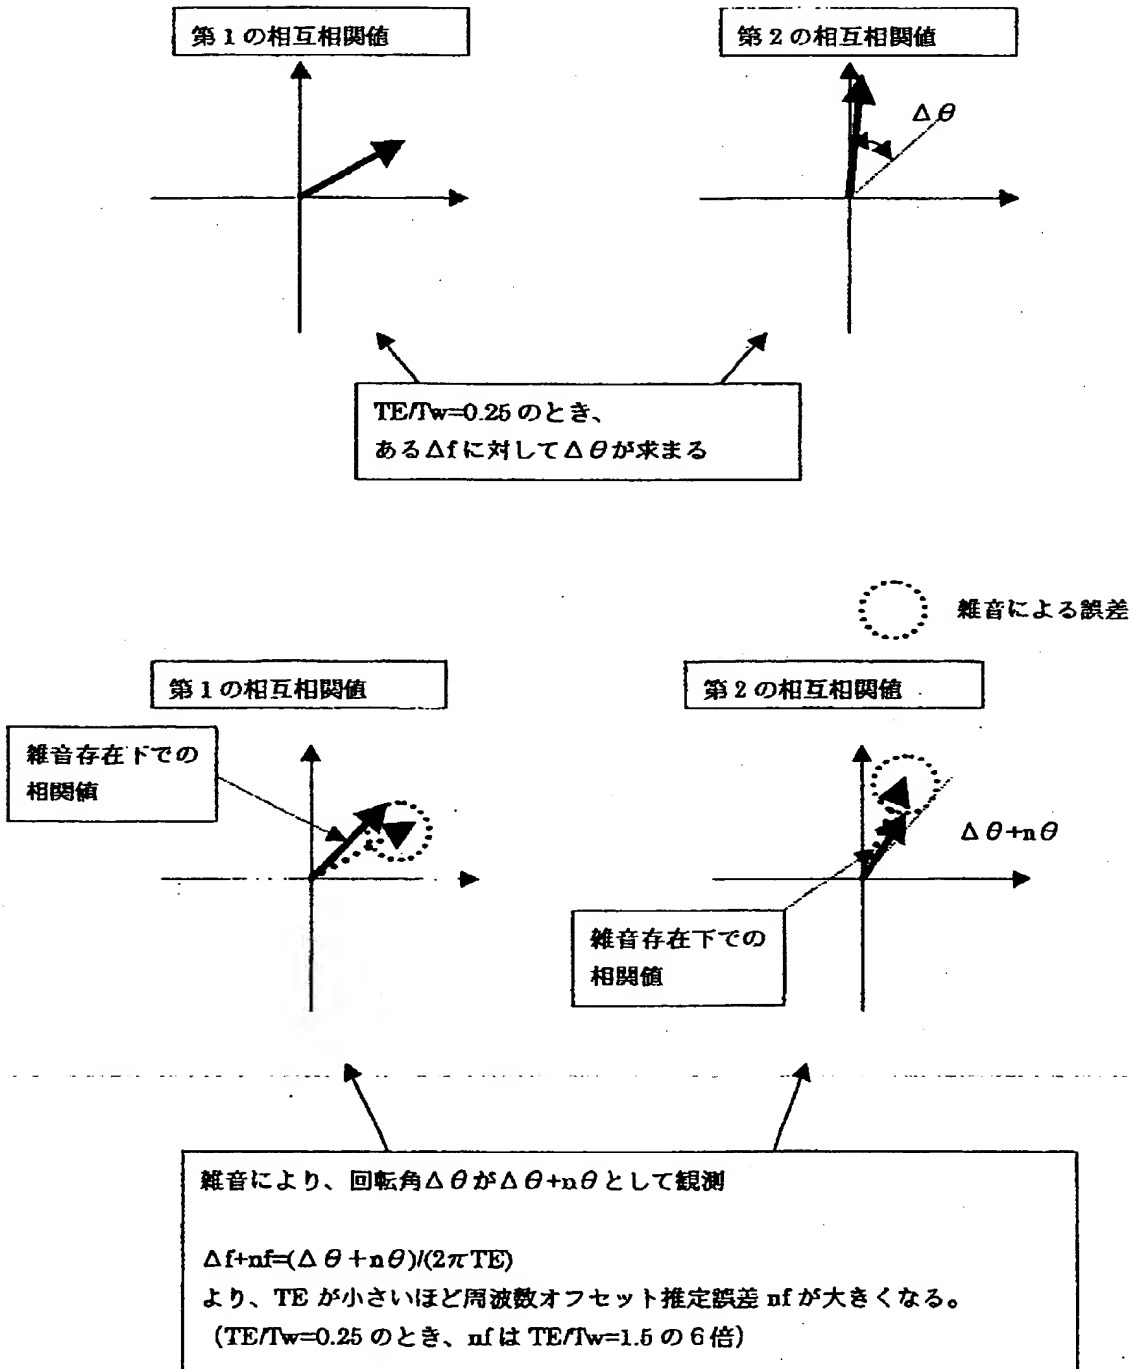 第1の相互相関値
第2の相互相関値
Δθ
TE/Tw=0.25 のとき、
あるΔfに対してΔθが求まる
雑音による誤差
第1の相互相関値
第2の相互相関値
雑音存在下での
相関値
Δθ+nθ
雑音存在下での
相関値
雑音により、回転角ΔθがΔθ+nθとして観測
Δf+nf=(Δθ+nθ)/(2πTE)
より、TE が小さいほど周波数オフセット推定誤差 nf が大きくなる。
（TE/Tw=0.25 のとき、nf は TE/Tw=1.5 の 6 倍）